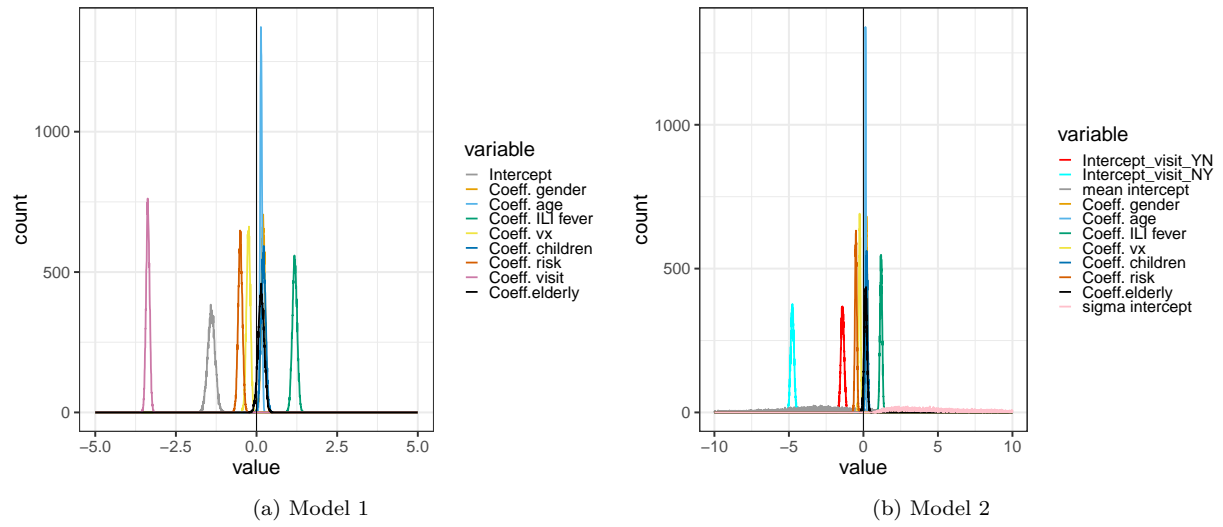 1000
500
0
count
−5.0
−2.5
0.0
2.5
5.0
value
variable
Intercept
Coeff. gender
Coeff. age
Coeff. ILI fever
Coeff. vx
Coeff. children
Coeff. risk
Coeff. visit
Coeff.elderly
(a) Model 1
1000
500
0
count
−10
−5
0
5
10
value
variable
Intercept_visit_YN
Intercept_visit_NY
mean intercept
Coeff. gender
Coeff. age
Coeff. ILI fever
Coeff. vx
Coeff. children
Coeff. risk
Coeff.elderly
sigma intercept
(b) Model 2